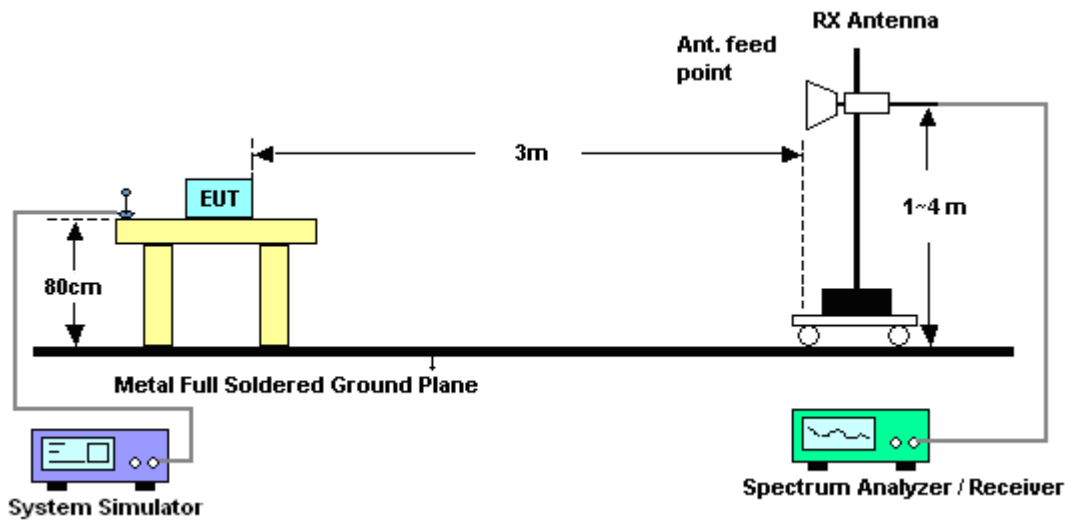 RX Antenna
Ant. feed
point
3m
EUT
1~4 m
80cm
Metal Full Soldered Ground Plane
System Simulator
Spectrum Analyzer / Receiver